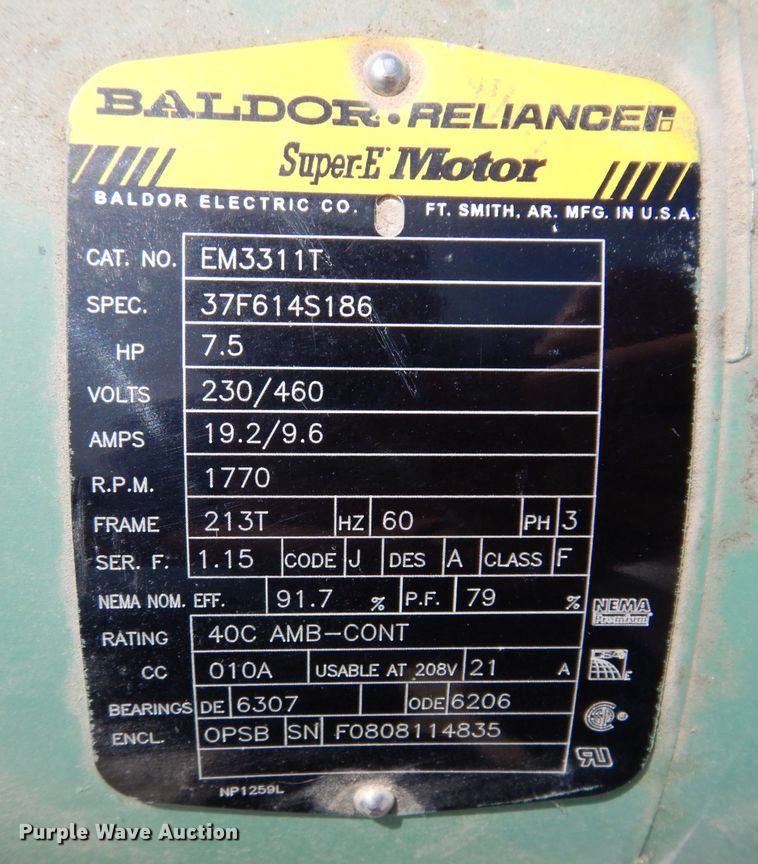 BALDOR • RELIANCER
Super-E Motor
BALDOR ELECTRIC CO. FT. SMITH, AR. MFG. IN U.S.A.
CAT. NO. EM3311T
SPEC. 37F614S186
HP 7.5
VOLTS 230/460
AMPS 19.2/9.6
R.P.M. 1770
FRAME 213T HZ 60 PH 3
SER. F. 1.15 CODE J DES A CLASS F
NEMA NOM. EFF. 91.7 % P.F. 79 %
NEMA Premium
RATING 40C AMB-CONT
CC 010A USABLE AT 208V 21 A
BEARINGS DE 6307 ODE 6206
ENCL. OPSB SN F0808114835
NP1259L
Purple Wave Auction